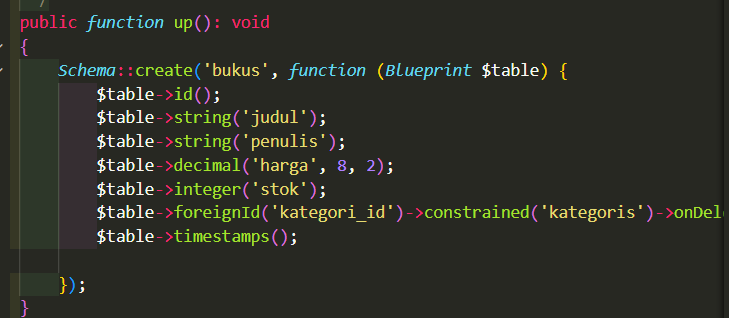 /
public function up(): void
{
Schema::create('bukus', function (Blueprint $table) {
$table->id();
$table->string('judul');
$table->string('penulis');
$table->decimal('harga', 8, 2);
$table->integer('stok');
$table->foreignId('kategori_id')->constrained('kategoris')->onDel
$table->timestamps();
});
}